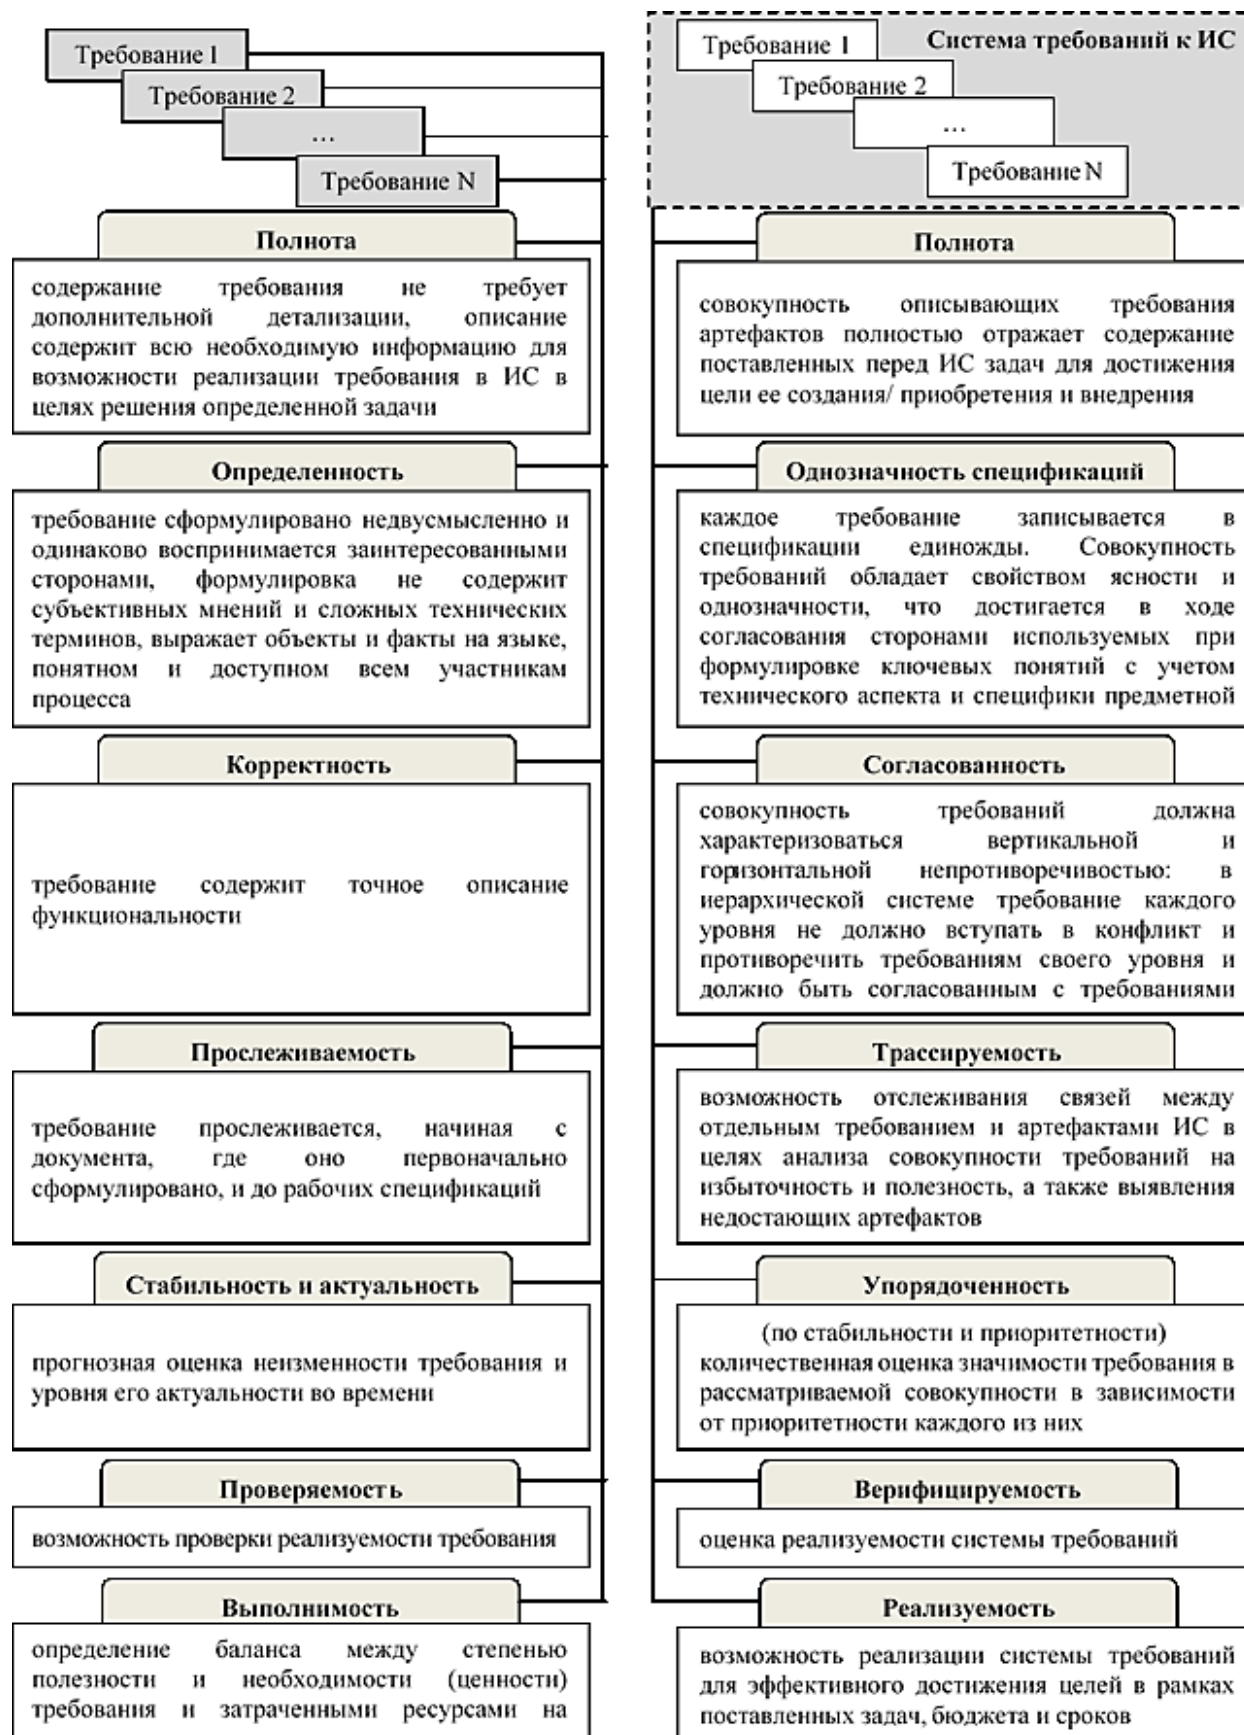 Требование 1
Требование 2
...
Требование N
Полнота
содержание требования не требует
дополнительной детализации, описание
содержит всю необходимую информацию для
возможности реализации требования в ИС в
целях решения определенной задачи
Определенность
требование сформулировано недвусмысленно и
одинаково воспринимается заинтересованными
сторонами, формулировка не содержит
субъективных мнений и сложных технических
терминов, выражает объекты и факты на языке,
понятном и доступном всем участникам
процесса
Корректность
требование содержит точное описание
функциональности
Прослеживаемость
требование прослеживается, начиная с
документа, где оно первоначально
сформулировано, и до рабочих спецификаций
Стабильность и актуальность
прогнозная оценка неизменности требования и
уровня его актуальности во времени
Проверяемость
возможность проверки реализуемости требования
Выполнимость
определение баланса между степенью
полезности и необходимости (ценности)
требования и затраченными ресурсами на
Система требований к ИС
Требование 1
Требование 2
...
Требование N
Полнота
совокупность описывающих требования
артефактов полностью отражает содержание
поставленных перед ИС задач для достижения
цели ее создания/ приобретения и внедрения
Однозначность спецификаций
каждое требование записывается в
спецификации единожды. Совокупность
требований обладает свойством ясности и
однозначности, что достигается в ходе
согласования сторонами используемых при
формулировке ключевых понятий с учетом
технического аспекта и специфики предметной
Согласованность
совокупность требований должна
характеризоваться вертикальной и
горизонтальной непротиворечивостью: в
иерархической системе требование каждого
уровня не должно вступать в конфликт и
противоречить требованиям своего уровня и
должно быть согласованным с требованиями
Трассируемость
возможность отслеживания связей между
отдельным требованием и артефактами ИС в
целях анализа совокупности требований на
избыточность и полезность, а также выявления
недостающих артефактов
Упорядоченность
(по стабильности и приоритетности)
количественная оценка значимости требования в
рассматриваемой совокупности в зависимости
от приоритетности каждого из них
Верифицируемость
оценка реализуемости системы требований
Реализуемость
возможность реализации системы требований
для эффективного достижения целей в рамках
поставленных задач, бюджета и сроков